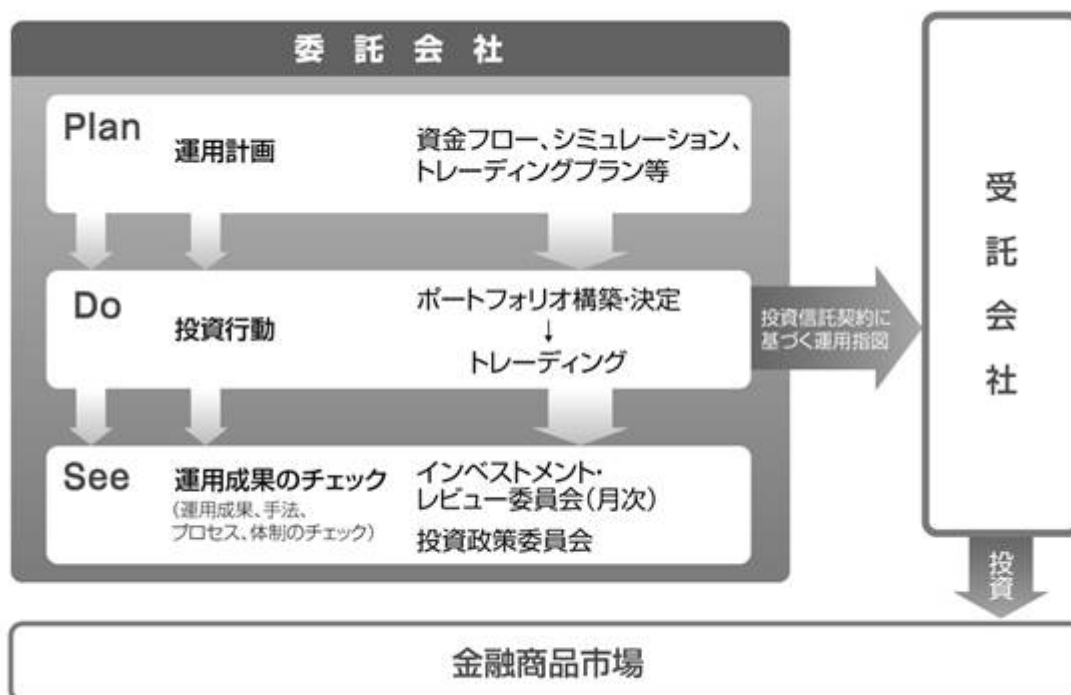 委託会社
Plan
運用計画
資金フロー、シミュレーション、
トレーディングプラン等
Do
投資行動
ポートフォリオ構築・決定
↓
トレーディング
See
運用成果のチェック
(運用成果、手法、
プロセス、体制のチェック)
インベストメント・
レビュー委員会(月次)
投資政策委員会
投資信託契約に
基づく運用指図
受託会社
投資
金融商品市場